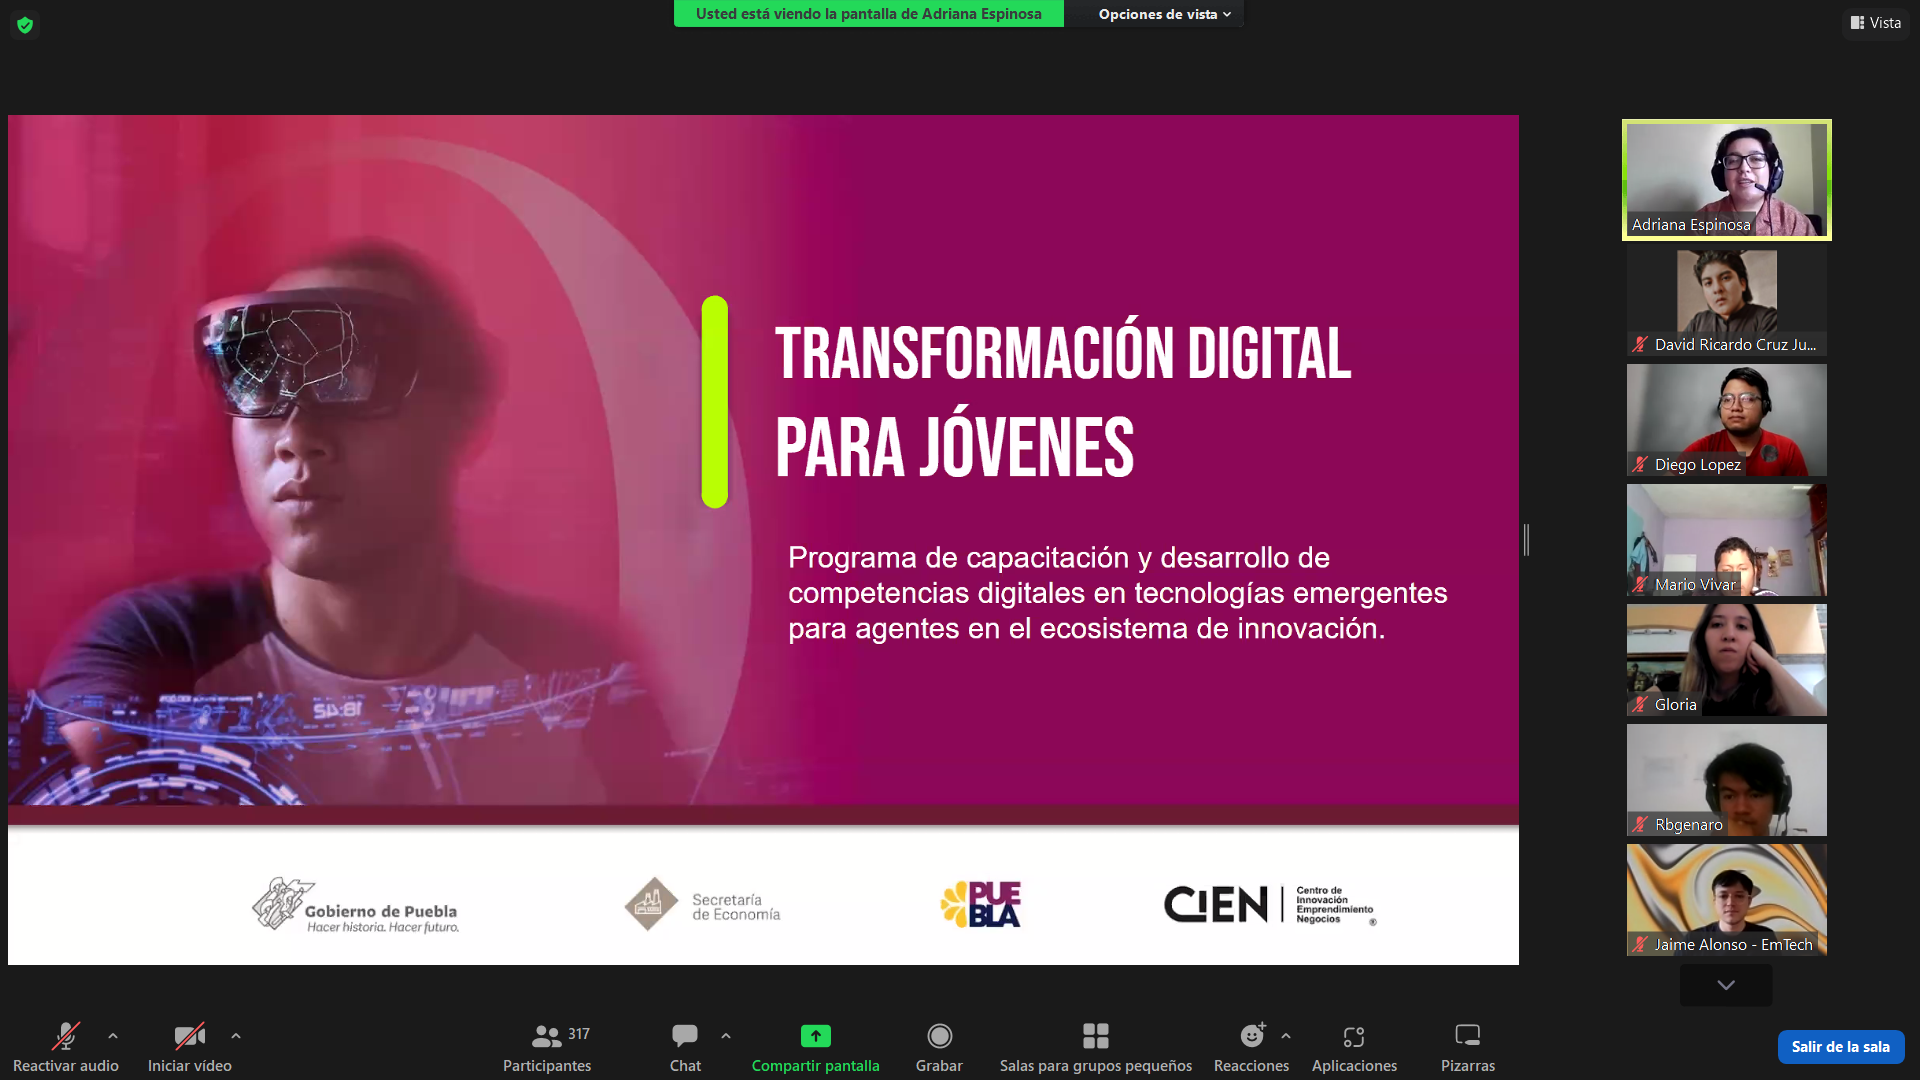 Usted está viendo la pantalla de Adriana Espinosa
Opciones de vista
Vista
TRANSFORMACIÓN DIGITAL
PARA JÓVENES
Programa de capacitación y desarrollo de
competencias digitales en tecnologías emergentes
para agentes en el ecosistema de innovación.
Gobierno de Puebla
Hacer historia. Hacer futuro.
Secretaría
de Economía
PUE
BLA
CIEN
Centro de
Innovación
Emprendimiento
Negocios ®
Adriana Espinosa
David Ricardo Cruz Ju...
Diego Lopez
Mario Vivar
Gloria
Rbgenaro
Jaime Alonso - EmTech
Reactivar audio
Iniciar vídeo
317
Participantes
Chat
Compartir pantalla
Grabar
Salas para grupos pequeños
Reacciones
Aplicaciones
Pizarras
Salir de la sala